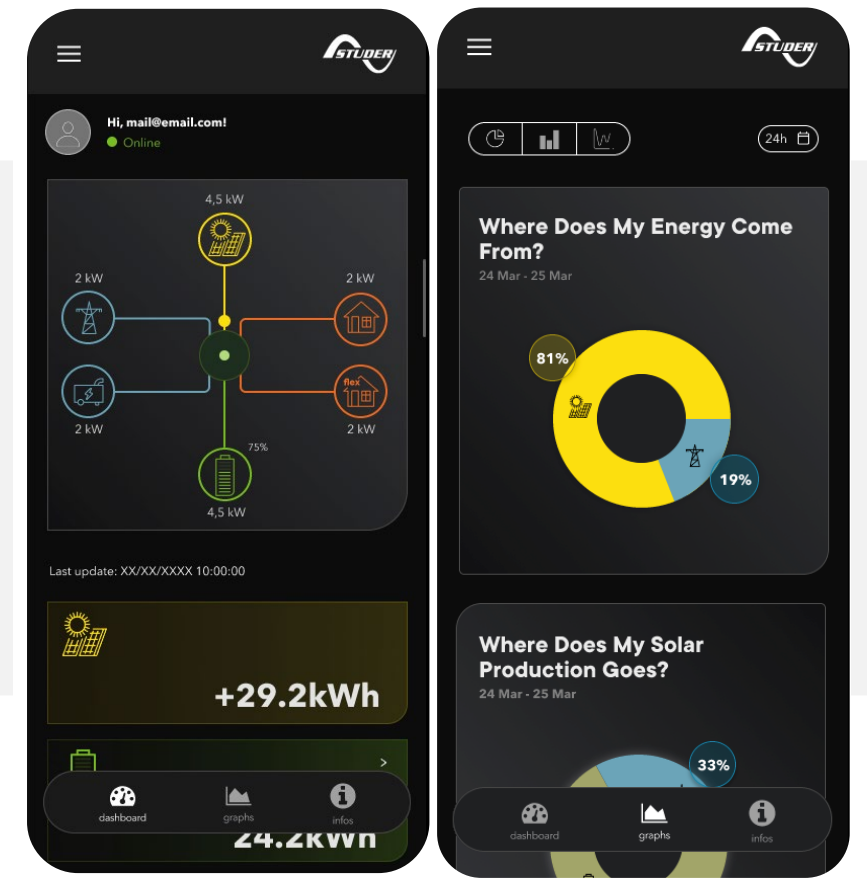 STUDER
Hi, mail@email.com!
Online
4,5 kW
2 kW
2 kW
flex
2 kW
2 kW
75%
4,5 kW
Last update: XX/XX/XXXX 10:00:00
+29.2kWh
>
24.2kWh
dashboard
graphs
infos
STUDER
24h
Where Does My Energy Come
From?
24 Mar - 25 Mar
81%
19%
Where Does My Solar
Production Goes?
24 Mar - 25 Mar
33%
dashboard
graphs
infos